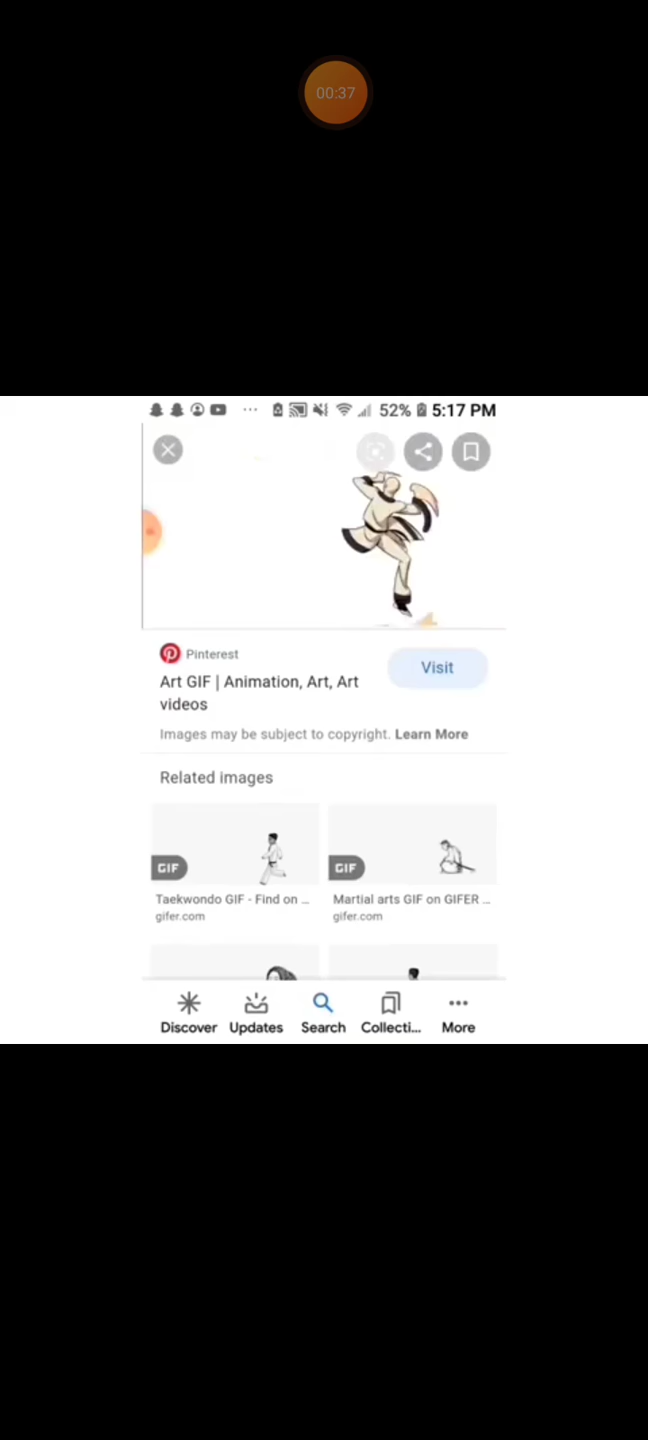 00:37
52% 5:17 PM
Pinterest
Visit
Art GIF | Animation, Art, Art
videos
Images may be subject to copyright. Learn More
Related images
GIF
GIF
Taekwondo GIF - Find on ...
Martial arts GIF on GIFER ...
gifer.com
gifer.com
Discover
Updates
Search
Collecti...
More